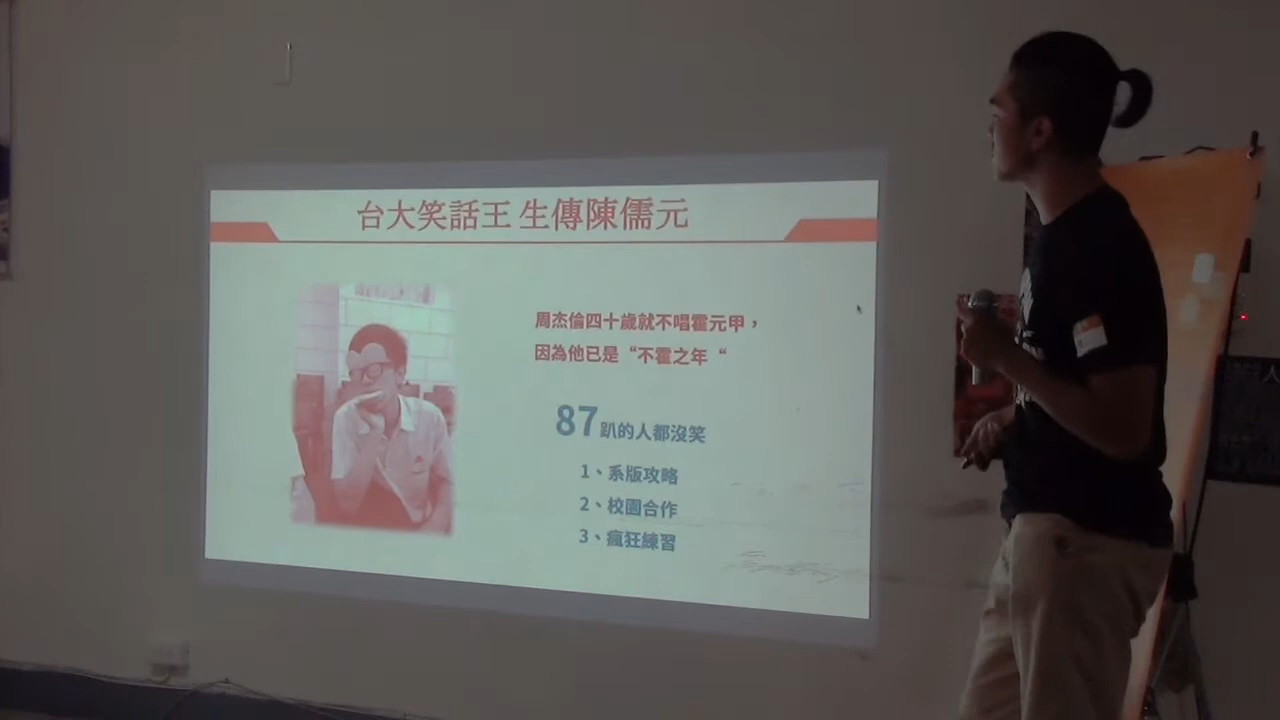 台大笑話王 生傳陳儒元
周杰倫四十歲就不唱霍元甲，
因為他已是“不霍之年“
87趴的人都沒笑
1、系版攻略
2、校園合作
3、瘋狂練習